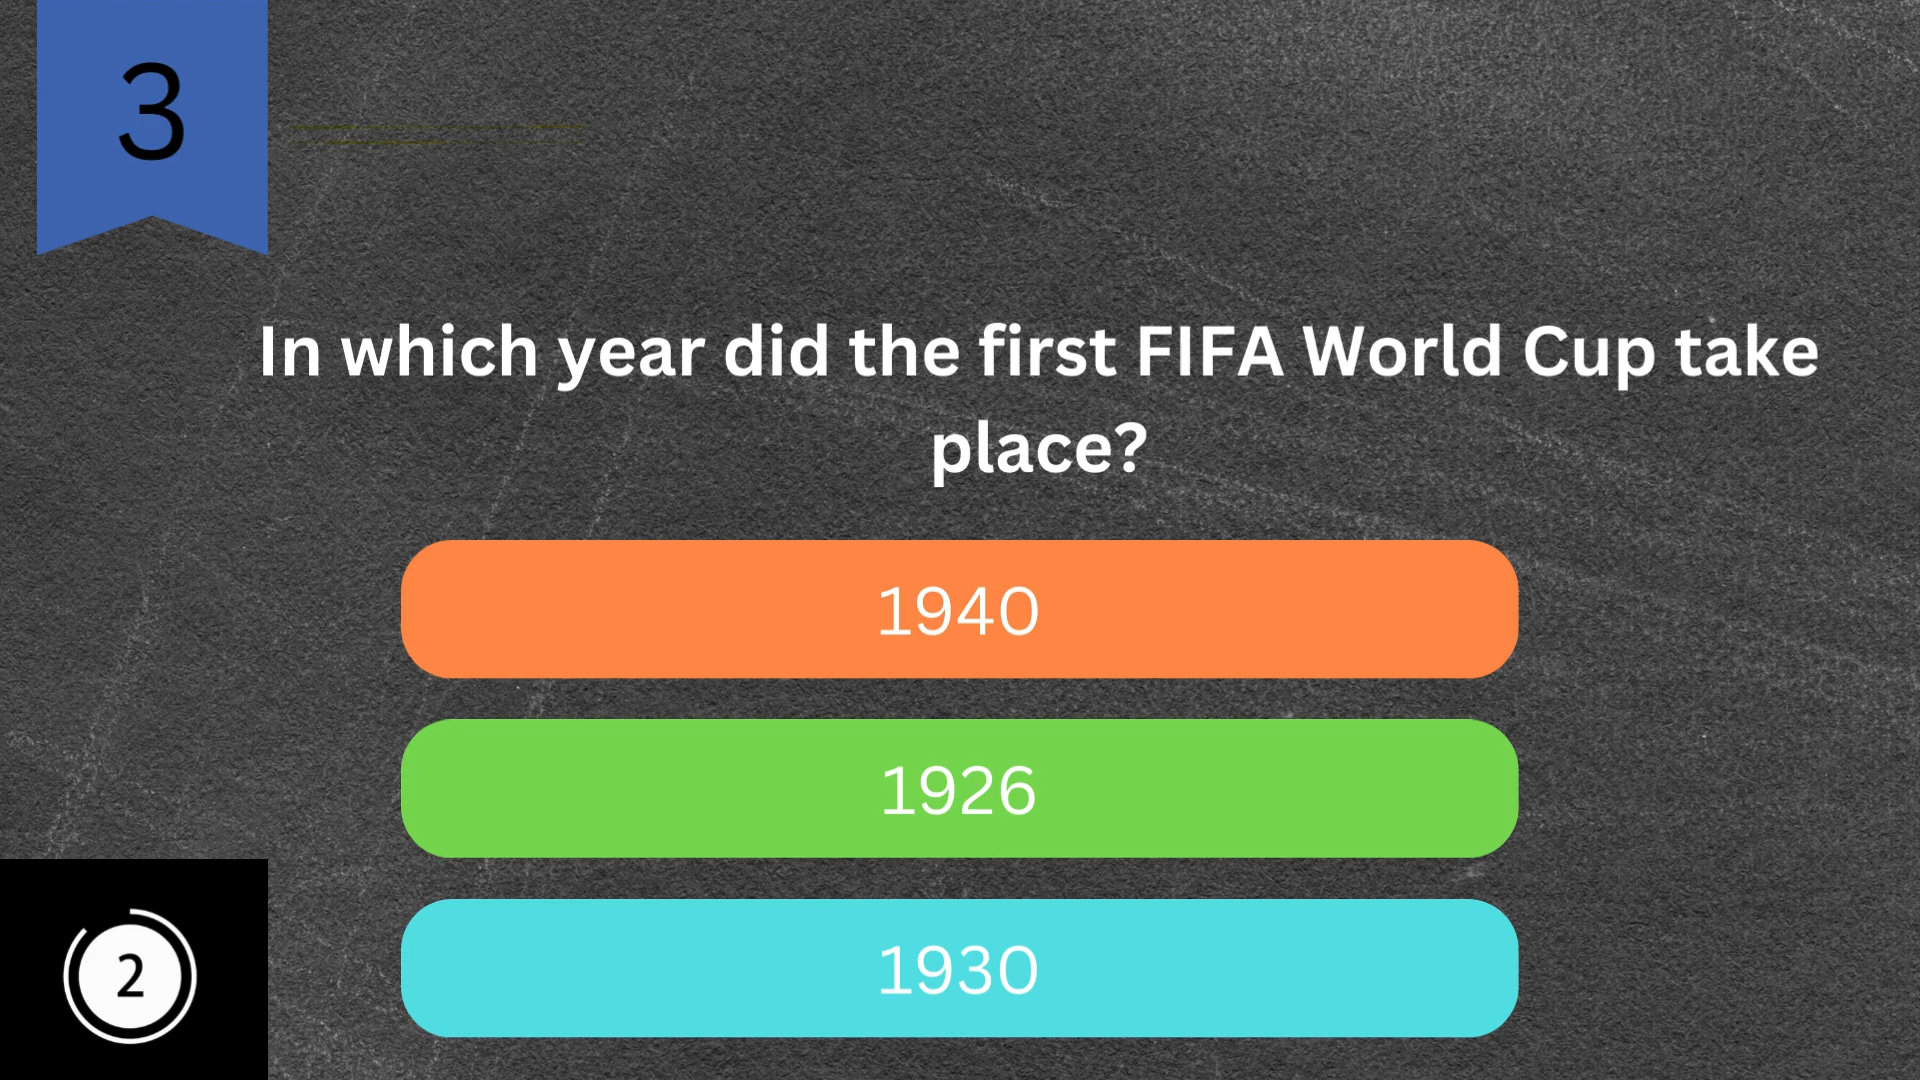 3
In which year did the first FIFA World Cup take
place?
1940
1926
1930
2